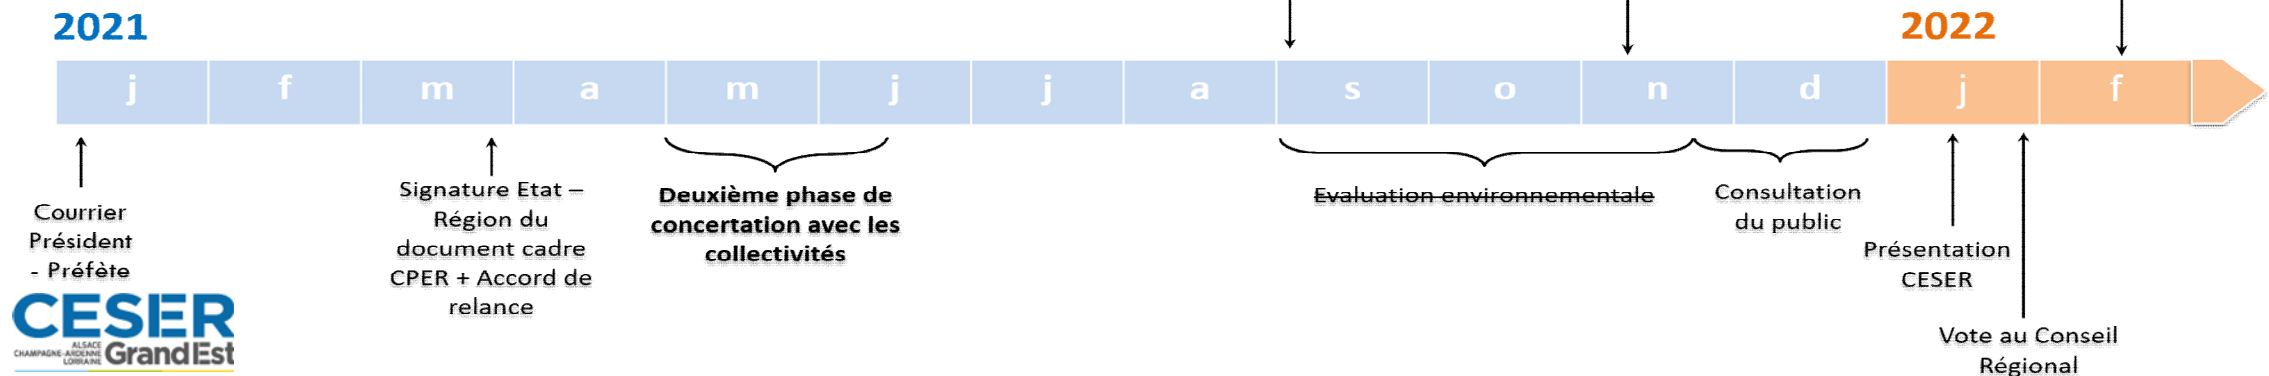 2021
2022
j f m a m j j a s o n d j f
Courrier
Président
- Préfète
Signature Etat –
Région du
document cadre
CPER + Accord de
relance
Deuxième phase de
concertation avec les
collectivités
Evaluation environnementale
Consultation
du public
Présentation
CESER
Vote au Conseil
Régional
CESER
ALSACE
CHAMPAGNE-ARDENNE
LORRAINE
GrandEst